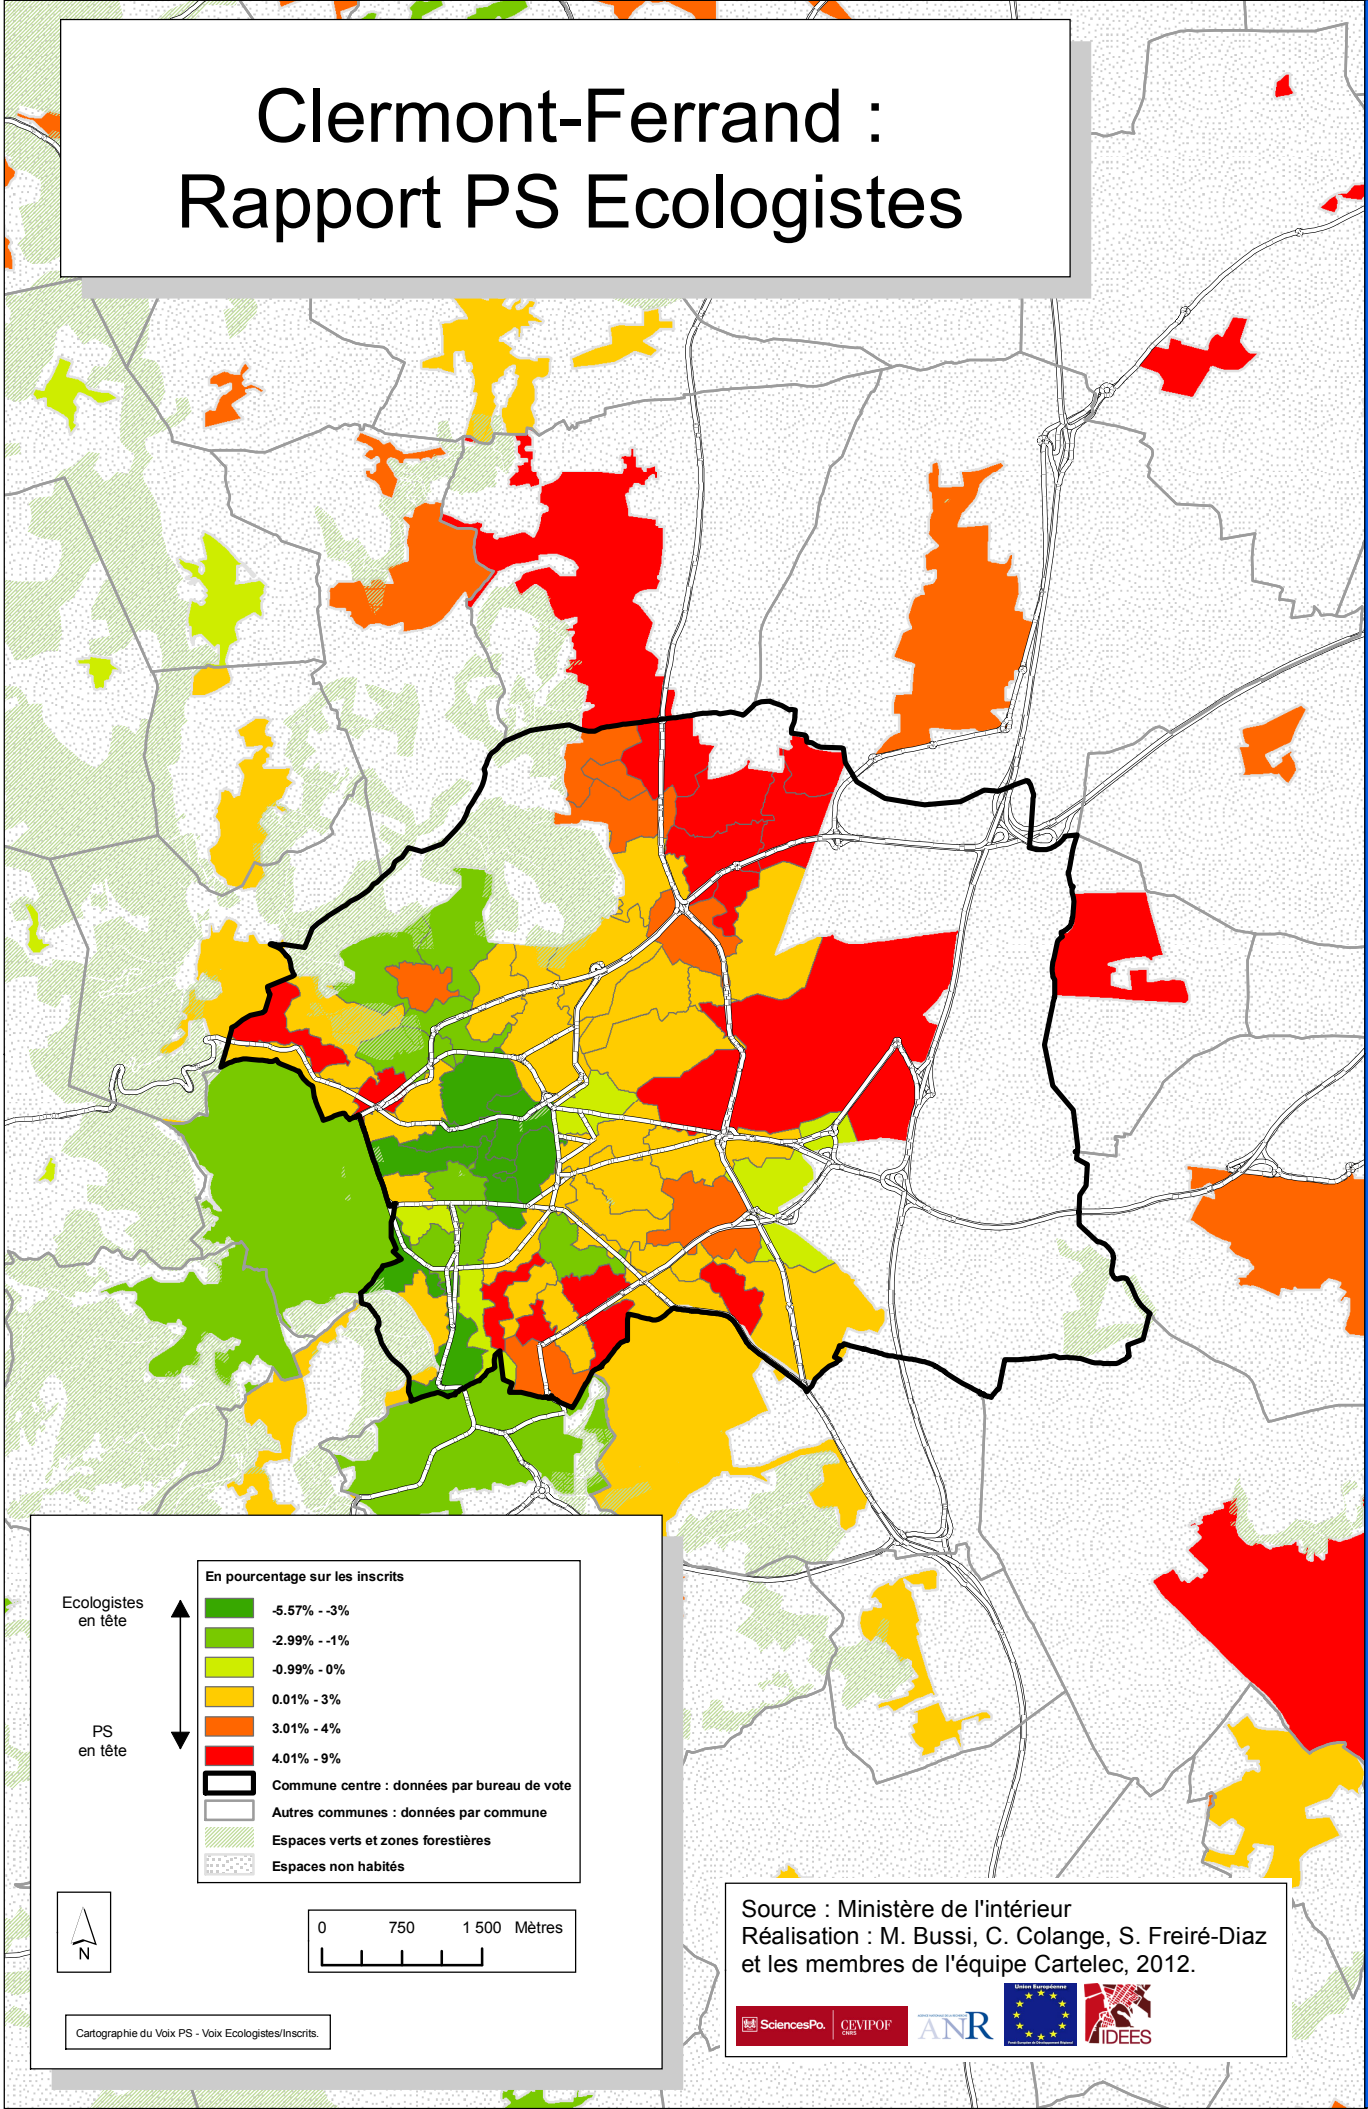 Clermont-Ferrand :
Rapport PS Ecologistes
En pourcentage sur les inscrits
Ecologistes
en tête
PS
en tête
-5.57% - -3%
-2.99% - -1%
-0.99% - 0%
0.01% - 3%
3.01% - 4%
4.01% - 9%
Commune centre : données par bureau de vote
Autres communes : données par commune
Espaces verts et zones forestières
Espaces non habités
N
0 750 1 500 Mètres
Cartographie du Voix PS - Voix Ecologistes/Inscrits.
Source : Ministère de l'intérieur
Réalisation : M. Bussi, C. Colange, S. Freiré-Diaz
et les membres de l'équipe Cartelec, 2012.
SciencesPo.
CEVIPOF
CNRS
ANR
Union Européenne
IDEES